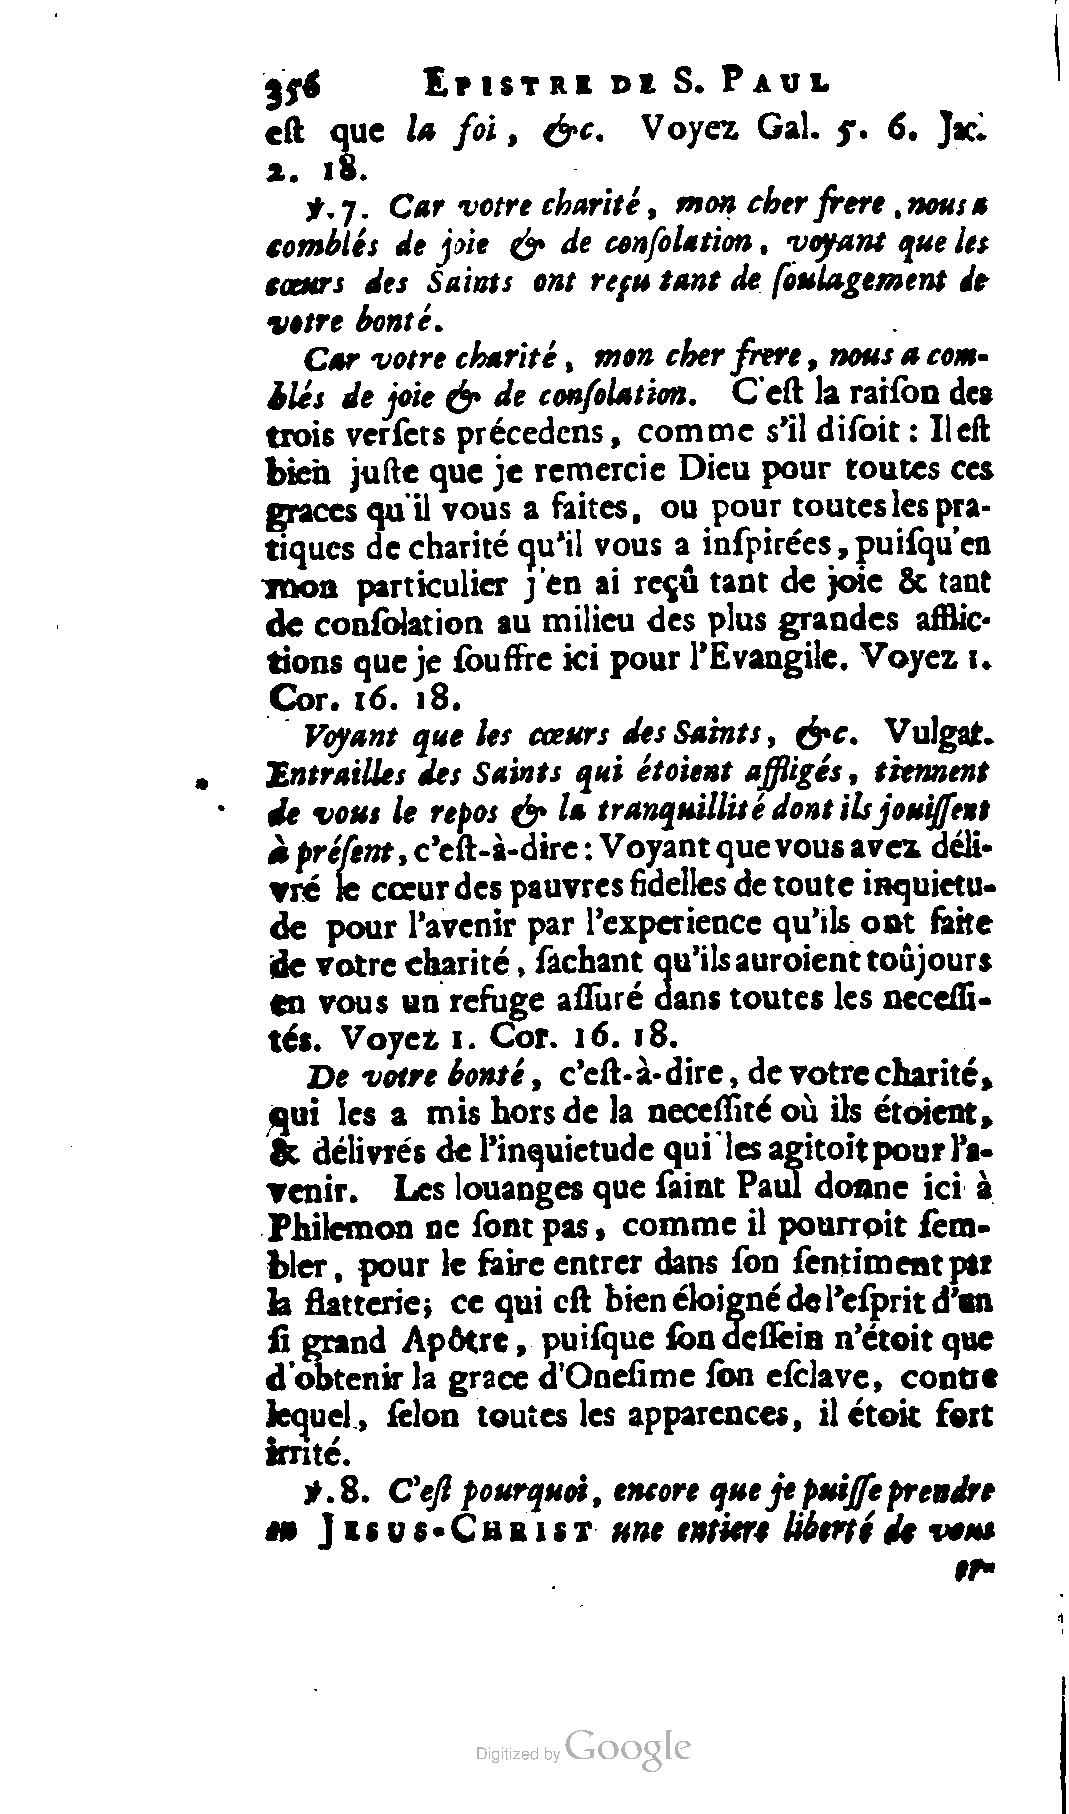 356 EPISTRE DE S. PAUL
eſt que la foi, &c. Voyez Gal. 5. 6. Jac.
2. 18.
℣. 7. Car votre charité, mon cher frere, nous a
comblés de joie & de conſolation, voyant que les
cœurs des Saints ont reçu tant de ſoulagement de
votre bonté.
Car votre charité, mon cher frere, nous a com-
blés de joie & de conſolation. C'eſt la raiſon des
trois verſets précedens, comme s'il diſoit : Il eſt
bien juſte que je remercie Dieu pour toutes ces
graces qu'il vous a faites, ou pour toutes les pra-
tiques de charité qu'il vous a inſpirées, puiſqu'en
mon particulier j'en ai reçû tant de joie & tant
de conſolation au milieu des plus grandes afflic-
tions que je ſouffre ici pour l'Evangile. Voyez 1.
Cor. 16. 18.
Voyant que les cœurs des Saints, &c. Vulgat.
Entrailles des Saints qui étoient affligés, tiennent
de vous le repos & la tranquillité dont ils jouiſſent
à préſent, c'eſt-à-dire : Voyant que vous avez déli-
vré le cœur des pauvres fidelles de toute inquietu-
de pour l'avenir par l'experience qu'ils ont faite
de votre charité, ſachant qu'ils auroient toûjours
en vous un refuge aſſuré dans toutes les neceſſi-
tés. Voyez 1. Cor. 16. 18.
De votre bonté, c'eſt-à-dire, de votre charité,
qui les a mis hors de la neceſſité où ils étoient,
& délivrés de l'inquietude qui les agitoit pour l'a-
venir. Les louanges que ſaint Paul donne ici à
Philemon ne ſont pas, comme il pourroit ſem-
bler, pour le faire entrer dans ſon ſentiment par
la flatterie; ce qui eſt bien éloigné de l'eſprit d'un
ſi grand Apôtre, puiſque ſon deſſein n'étoit que
d'obtenir la grace d'Oneſime ſon eſclave, contre
lequel, ſelon toutes les apparences, il étoit fort
irrité.
℣. 8. C'eſt pourquoi, encore que je puiſſe prendre
en JESUS-CHRIST une entiere liberté de vous
or-
Digitized by Google